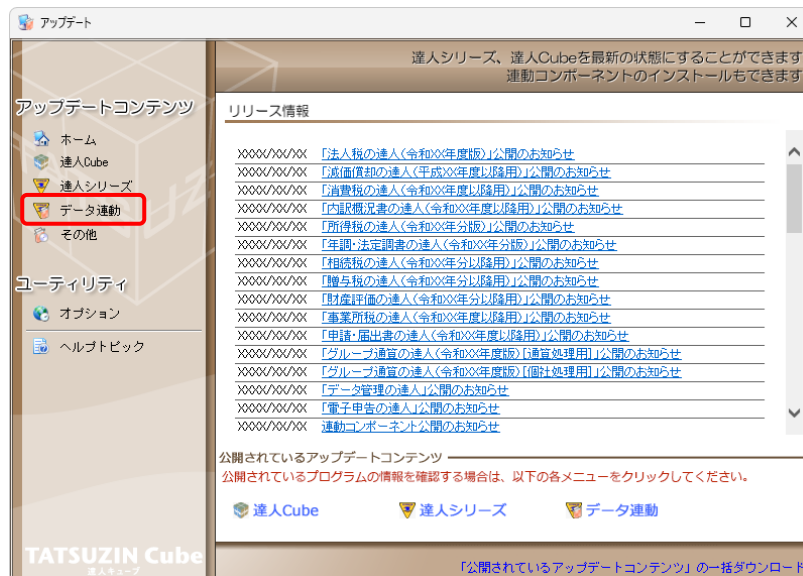 アップデート
達人シリーズ、達人Cubeを最新の状態にすることができます
連動コンポーネントのインストールもできます
アップデートコンテンツ
ホーム
達人Cube
達人シリーズ
データ連動
その他
ユーティリティ
オプション
ヘルプトピック
TATSUZIN Cube
達人キューブ
リリース情報
XXXX/XX/XX 「法人税の達人(令和XX年度版)」公開のお知らせ
XXXX/XX/XX 「減価償却の達人(平成XX年度以降用)」公開のお知らせ
XXXX/XX/XX 「消費税の達人(令和XX年度以降用)」公開のお知らせ
XXXX/XX/XX 「内訳概況書の達人(令和XX年度以降用)」公開のお知らせ
XXXX/XX/XX 「所得税の達人(令和XX年分版)」公開のお知らせ
XXXX/XX/XX 「年調・法定調書の達人(令和XX年分版)」公開のお知らせ
XXXX/XX/XX 「相続税の達人(令和XX年分以降用)」公開のお知らせ
XXXX/XX/XX 「贈与税の達人(令和XX年分以降用)」公開のお知らせ
XXXX/XX/XX 「財産評価の達人(令和XX年分以降用)」公開のお知らせ
XXXX/XX/XX 「事業所税の達人(令和XX年度以降用)」公開のお知らせ
XXXX/XX/XX 「申請・届出書の達人(令和XX年度以降用)」公開のお知らせ
XXXX/XX/XX 「グループ通算の達人(令和XX年度版)[通算処理用]」公開のお知らせ
XXXX/XX/XX 「グループ通算の達人(令和XX年度版)[個社処理用]」公開のお知らせ
XXXX/XX/XX 「データ管理の達人」公開のお知らせ
XXXX/XX/XX 「電子申告の達人」公開のお知らせ
XXXX/XX/XX 連動コンポーネント公開のお知らせ
公開されているアップデートコンテンツ
公開されているプログラムの情報を確認する場合は、以下の各メニューをクリックしてください。
達人Cube 達人シリーズ データ連動
「公開されているアップデートコンテンツ」の一括ダウンロード